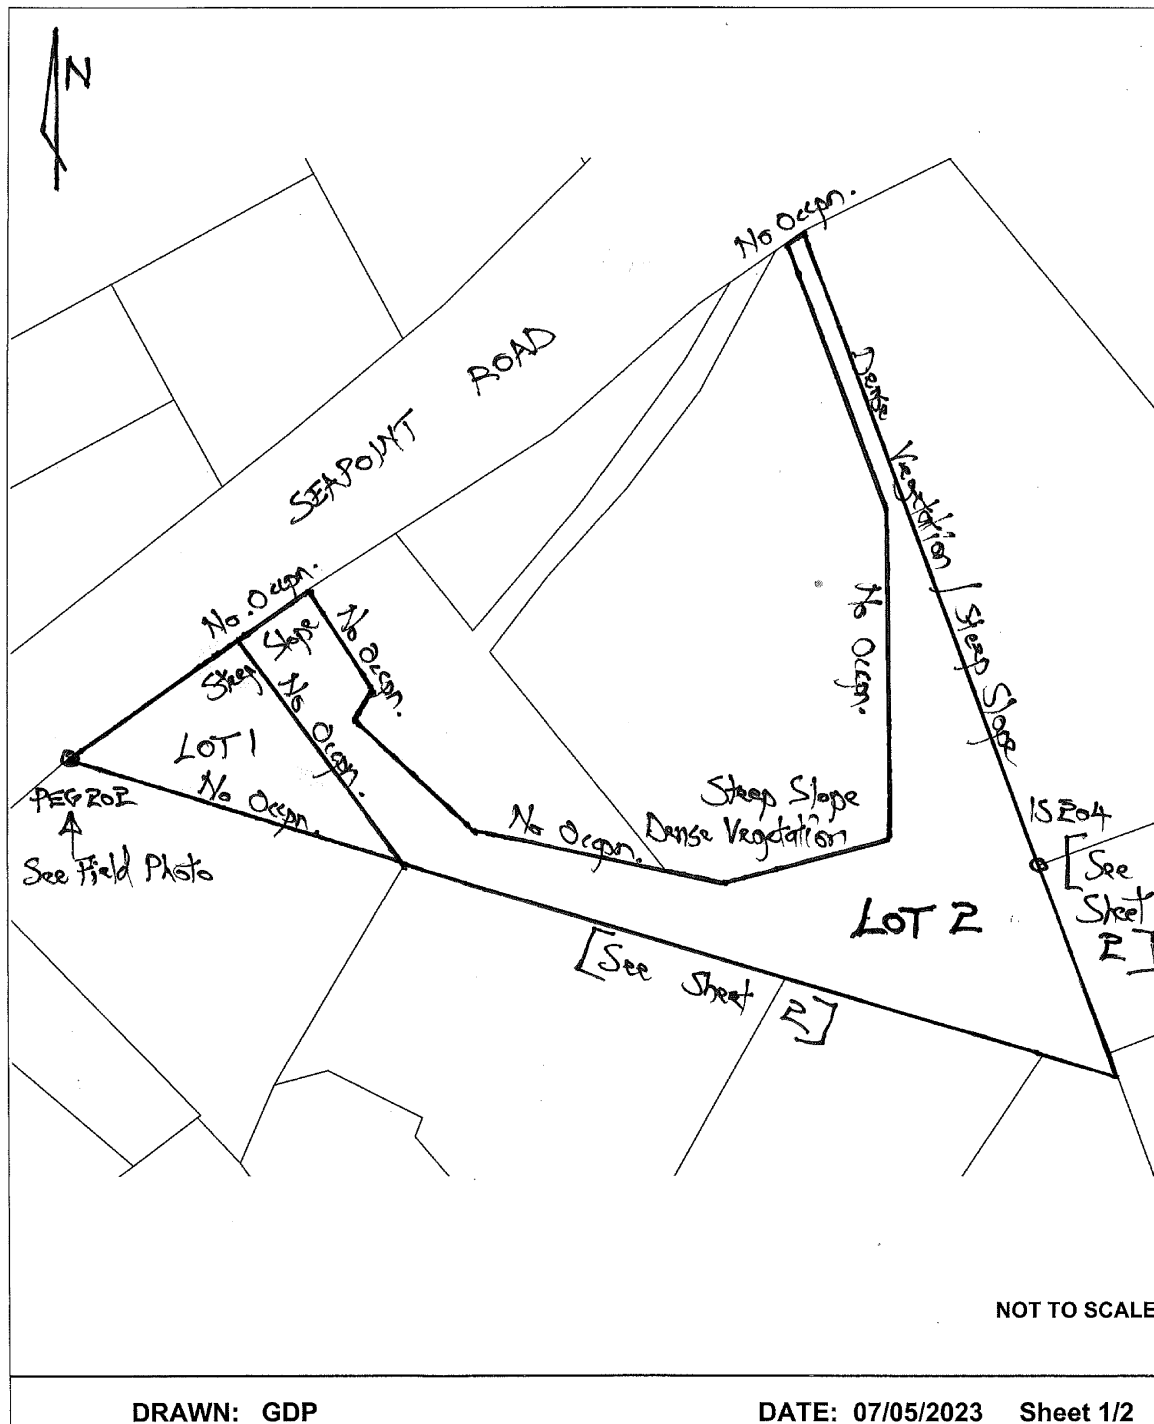 N
No Occpn.
SEAPOINT ROAD
Dense Vegetation / Steep Slope
No. Occpn.
Steep Slope
No Occpn.
No Occpn.
No Occpn.
LOT 1
No Occpn.
PEG 202
See Field Photo
Steep Slope
No Occpn. Dense Vegetation
IS 204
[See
Sheet
2]
LOT 2
[See Sheet 2]
NOT TO SCALE
DRAWN: GDP
DATE: 07/05/2023 Sheet 1/2